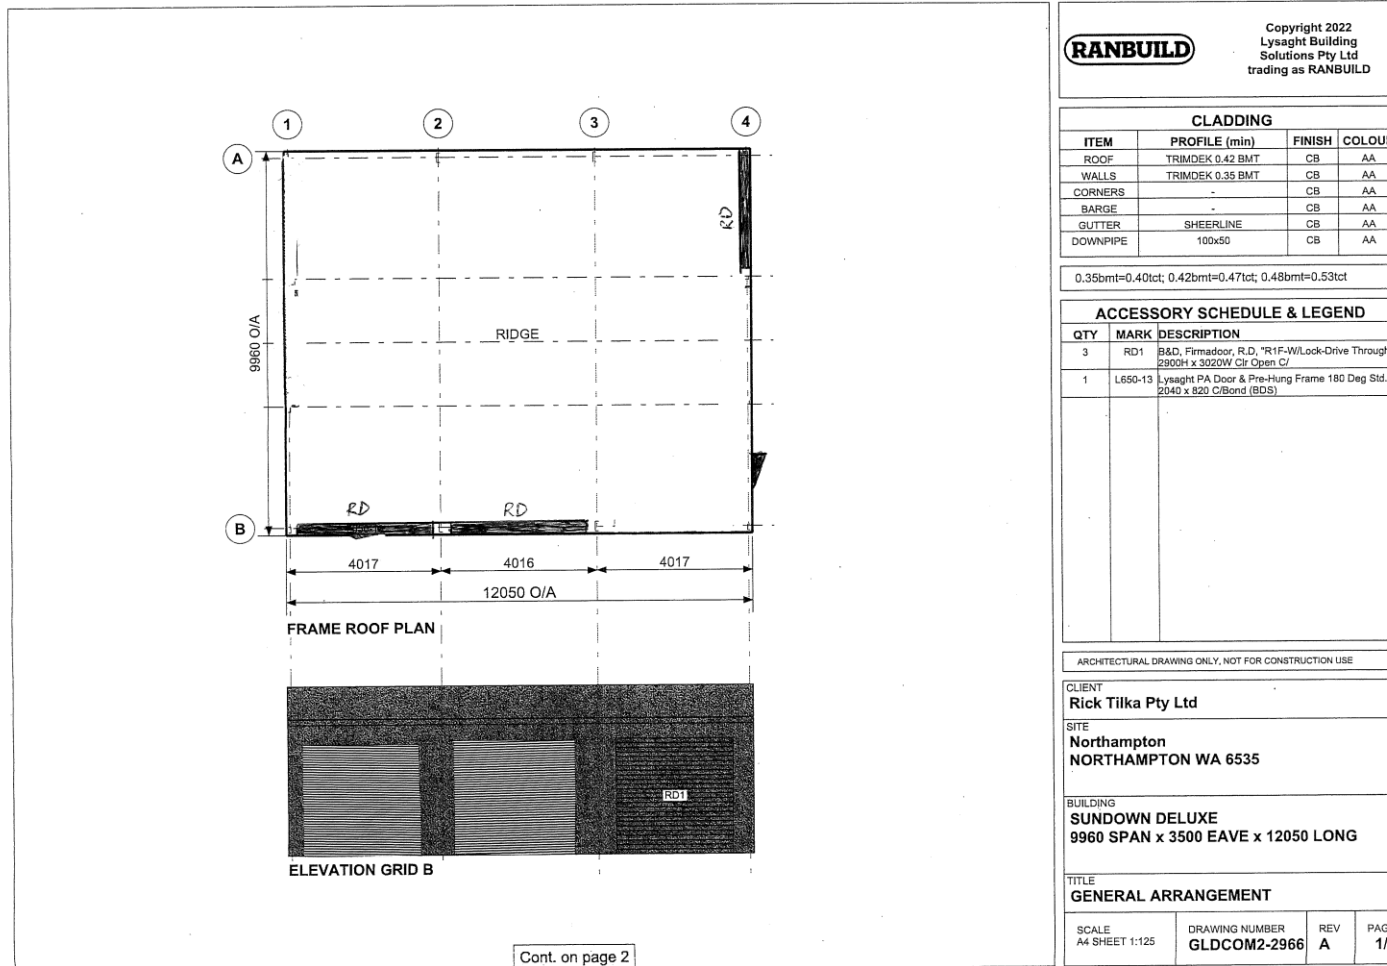 1
2
3
4
A
RD
9960 O/A
RIDGE
RD
RD
B
4017
4016
4017
12050 O/A
FRAME ROOF PLAN
RD1
ELEVATION GRID B
Cont. on page 2
RANBUILD
Copyright 2022
Lysaght Building
Solutions Pty Ltd
trading as RANBUILD
CLADDING
ITEM PROFILE (min) FINISH COLOU
ROOF TRIMDEK 0.42 BMT CB AA
WALLS TRIMDEK 0.35 BMT CB AA
CORNERS - CB AA
BARGE - CB AA
GUTTER SHEERLINE CB AA
DOWNPIPE 100x50 CB AA
0.35bmt=0.40tct; 0.42bmt=0.47tct; 0.48bmt=0.53tct
ACCESSORY SCHEDULE & LEGEND
QTY MARK DESCRIPTION
3 RD1 B&D, Firmadoor, R.D, "R1F-W/Lock-Drive Through
2900H x 3020W Clr Open C/
1 L650-13 Lysaght PA Door & Pre-Hung Frame 180 Deg Std.
2040 x 820 C/Bond (BDS)
ARCHITECTURAL DRAWING ONLY, NOT FOR CONSTRUCTION USE
CLIENT
Rick Tilka Pty Ltd
SITE
Northampton
NORTHAMPTON WA 6535
BUILDING
SUNDOWN DELUXE
9960 SPAN x 3500 EAVE x 12050 LONG
TITLE
GENERAL ARRANGEMENT
SCALE
A4 SHEET 1:125
DRAWING NUMBER
GLDCOM2-2966
REV
A
PAG
1/